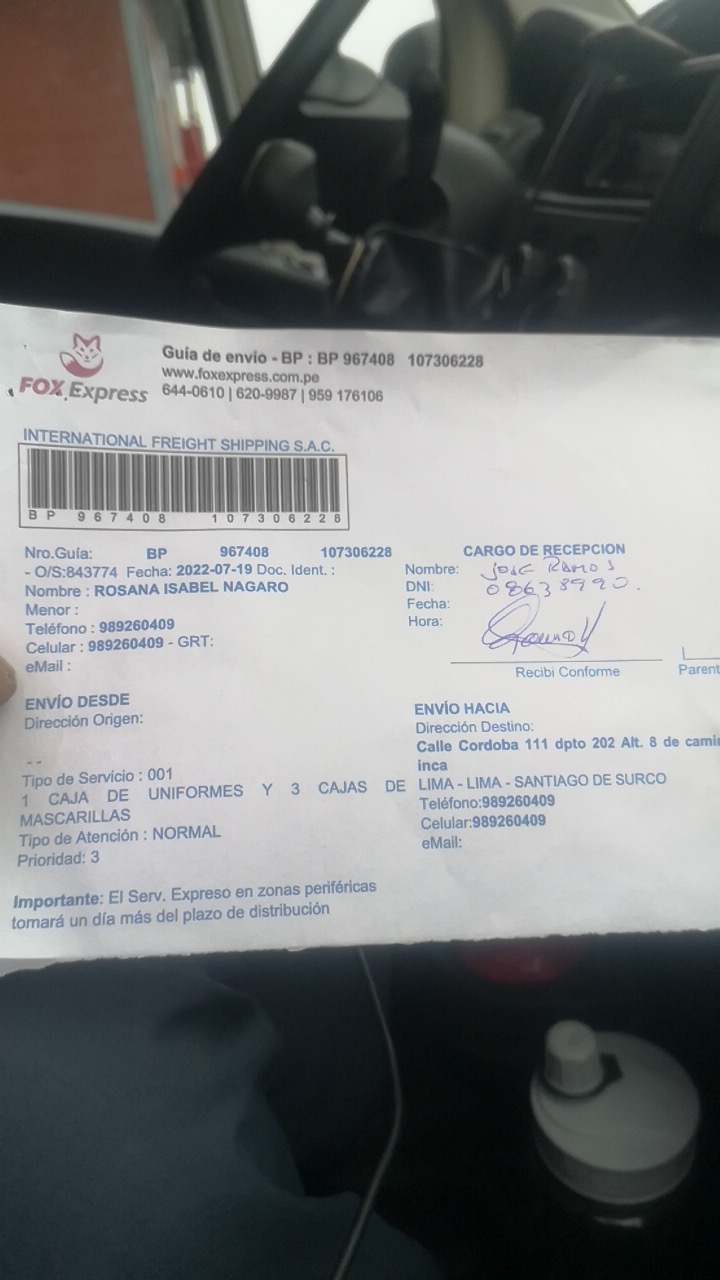 FOX Express
Guía de envío - BP : BP 967408 107306228
www.foxexpress.com.pe
644-0610 | 620-9987 | 959 176106
INTERNATIONAL FREIGHT SHIPPING S.A.C.
BP 967408 107306228
Nro.Guía: BP 967408 107306228
- O/S:843774 Fecha: 2022-07-19 Doc. Ident. :
Nombre : ROSANA ISABEL NAGARO
Menor :
Teléfono : 989260409
Celular : 989260409 - GRT:
eMail :
CARGO DE RECEPCION
Nombre: JOSE RAMOS
DNI: 08638990.
Fecha:
Hora:
Recibi Conforme
Parent
ENVÍO DESDE
Dirección Origen:
- -
Tipo de Servicio : 001
1 CAJA DE UNIFORMES Y 3 CAJAS DE
MASCARILLAS
Tipo de Atención : NORMAL
Prioridad: 3
ENVÍO HACIA
Dirección Destino:
Calle Cordoba 111 dpto 202 Alt. 8 de cami
inca
LIMA - LIMA - SANTIAGO DE SURCO
Teléfono:989260409
Celular:989260409
eMail:
Importante: El Serv. Expreso en zonas periféricas
tomará un día más del plazo de distribución